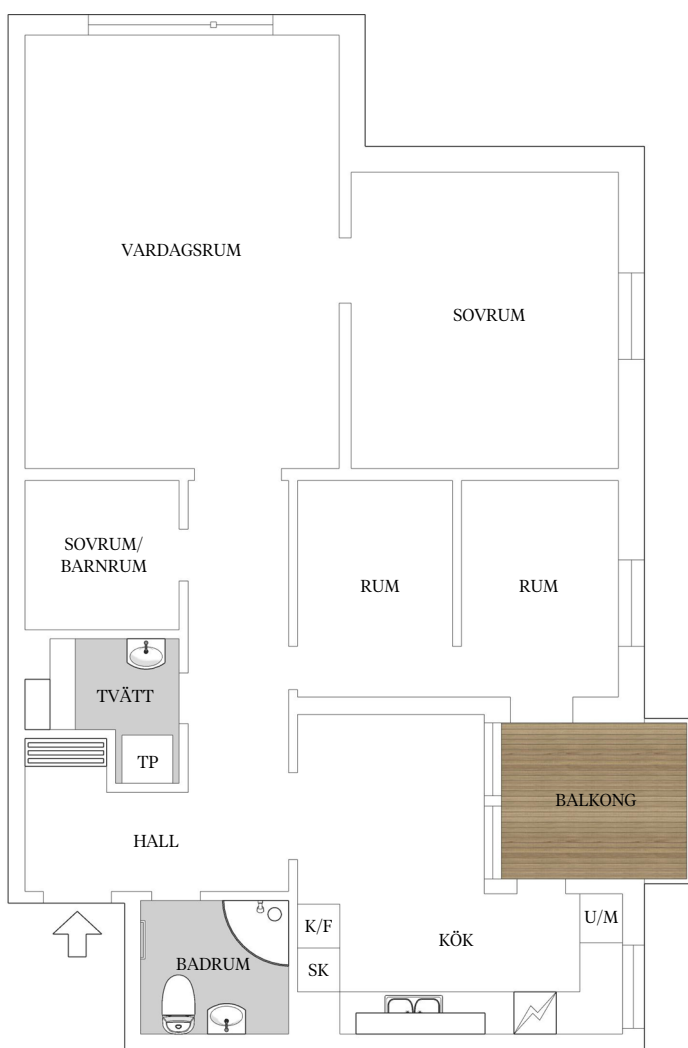 VARDAGSRUM
SOVRUM
SOVRUM/
BARNRUM
RUM
RUM
TVÄTT
TP
BALKONG
HALL
U/M
K/F
KÖK
BADRUM
SK